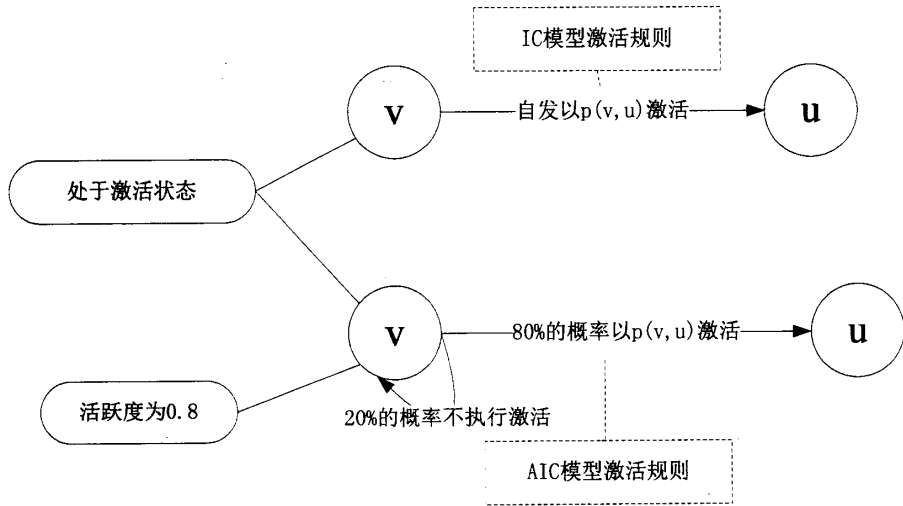 IC模型激活规则
v
自发以p(v,u)激活
u
处于激活状态
v
80%的概率以p(v,u)激活
u
活跃度为0.8
20%的概率不执行激活
AIC模型激活规则